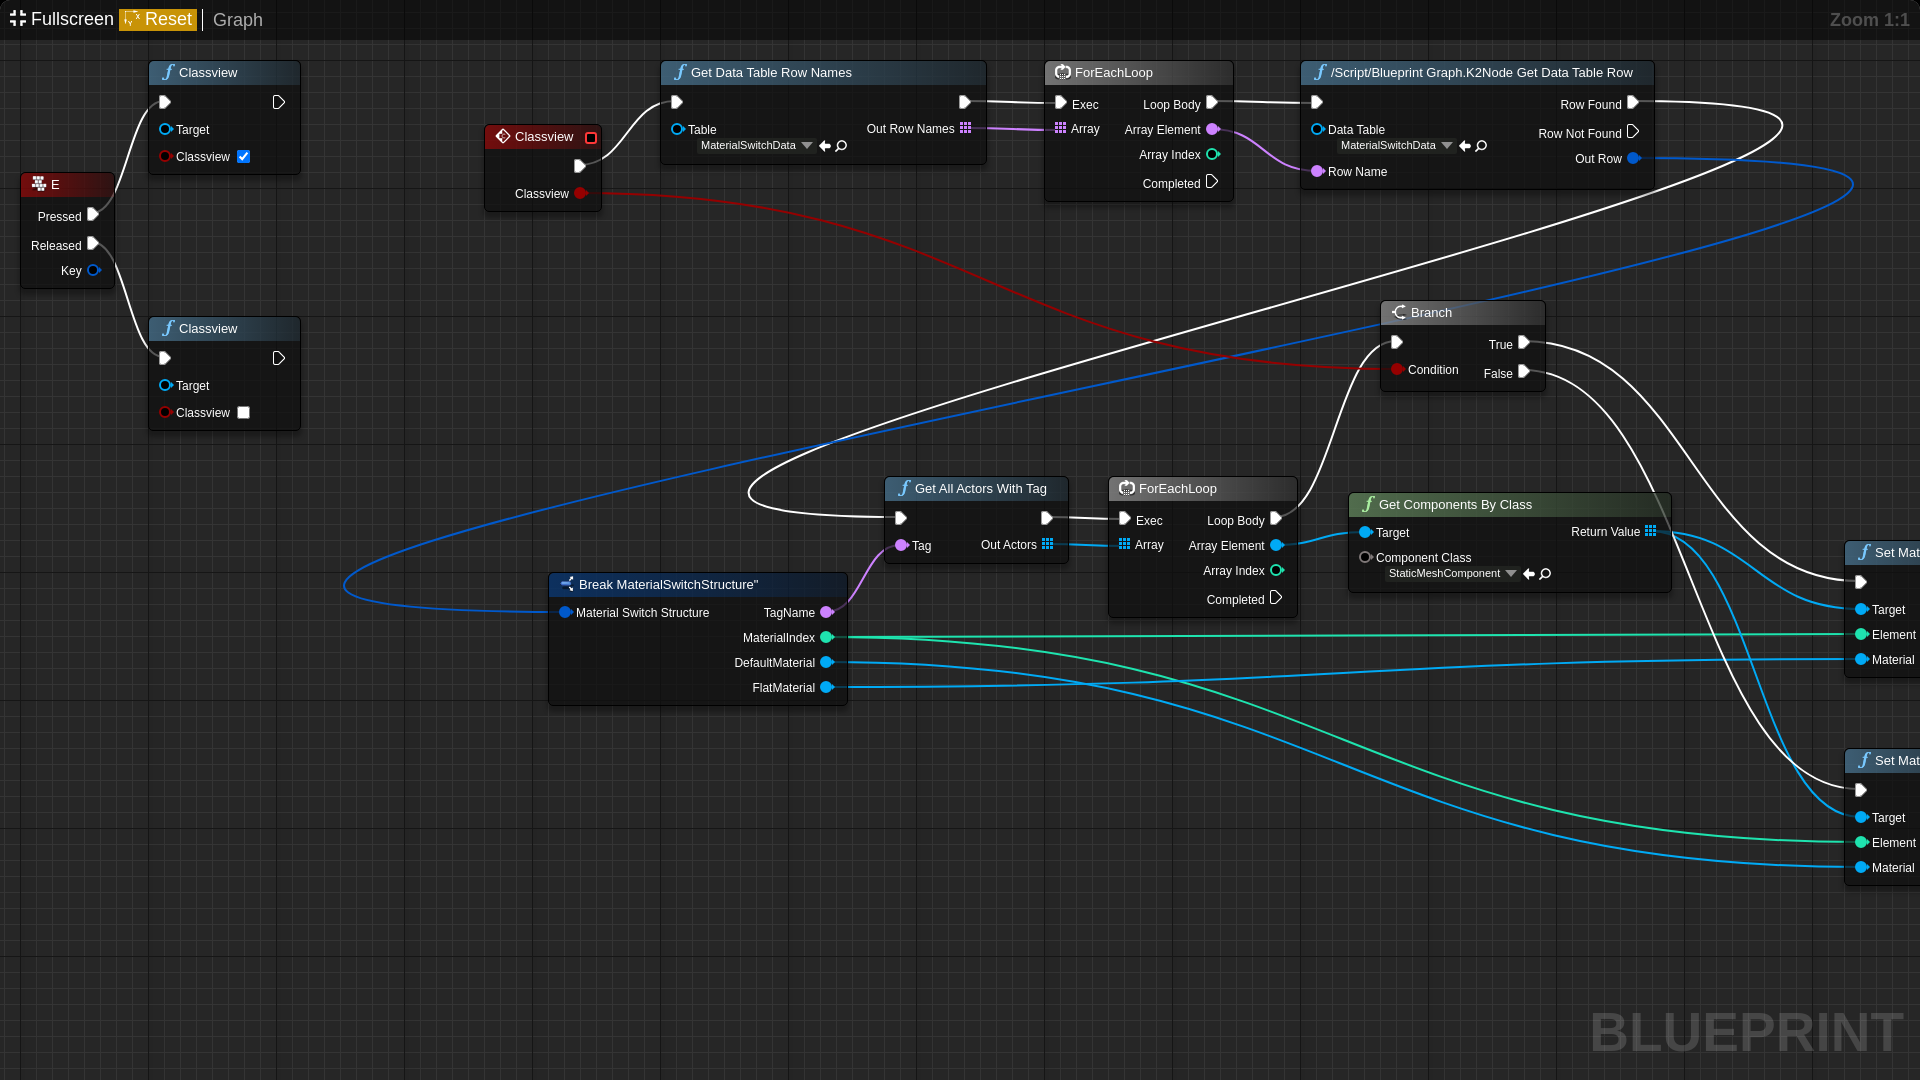 Fullscreen Reset Graph
Zoom 1:1
Classview
Target
Classview
E
Pressed
Released
Key
Classview
Target
Classview
Classview
Classview
Get Data Table Row Names
Table
MaterialSwitchData
Out Row Names
ForEachLoop
Exec Loop Body
Array Array Element
Array Index
Completed
/Script/Blueprint Graph.K2Node Get Data Table Row
Row Found
Data Table Row Not Found
MaterialSwitchData
Out Row
Row Name
Branch
True
Condition
False
Get All Actors With Tag
Tag Out Actors
ForEachLoop
Exec Loop Body
Array Array Element
Array Index
Completed
Get Components By Class
Target Return Value
Component Class
StaticMeshComponent
Break MaterialSwitchStructure"
Material Switch Structure TagName
MaterialIndex
DefaultMaterial
FlatMaterial
Set Mat
Target
Element
Material
Set Mat
Target
Element
Material
BLUEPRINT